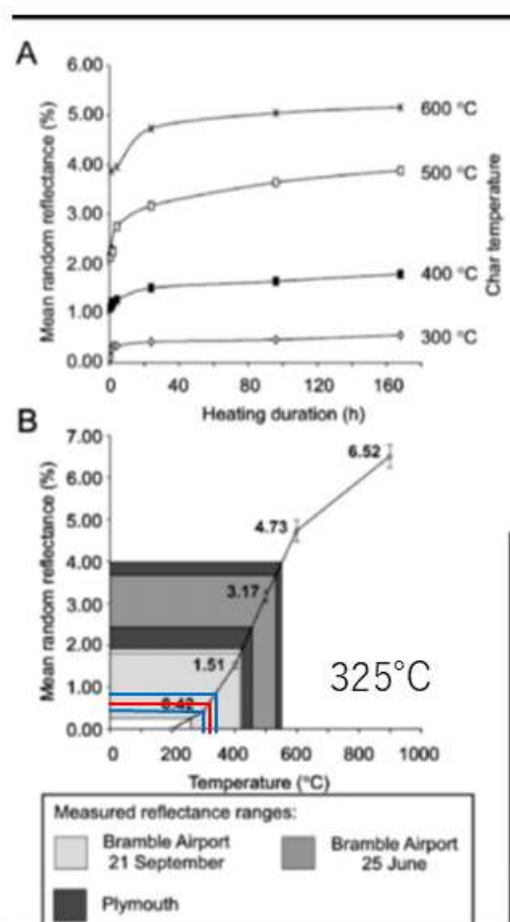 A
6.00
5.00
4.00
3.00
2.00
1.00
0.00
Mean random reflectance (%)
600 °C
500 °C
400 °C
300 °C
Char temperature
0 40 80 120 160
Heating duration (h)
B
7.00
6.00
5.00
4.00
3.00
2.00
1.00
0.00
Mean random reflectance (%)
6.52
4.73
3.17
1.51
0.42
325°C
0 200 400 600 800 1000
Temperature (°C)
Measured reflectance ranges:
Bramble Airport
21 September
Bramble Airport
25 June
Plymouth